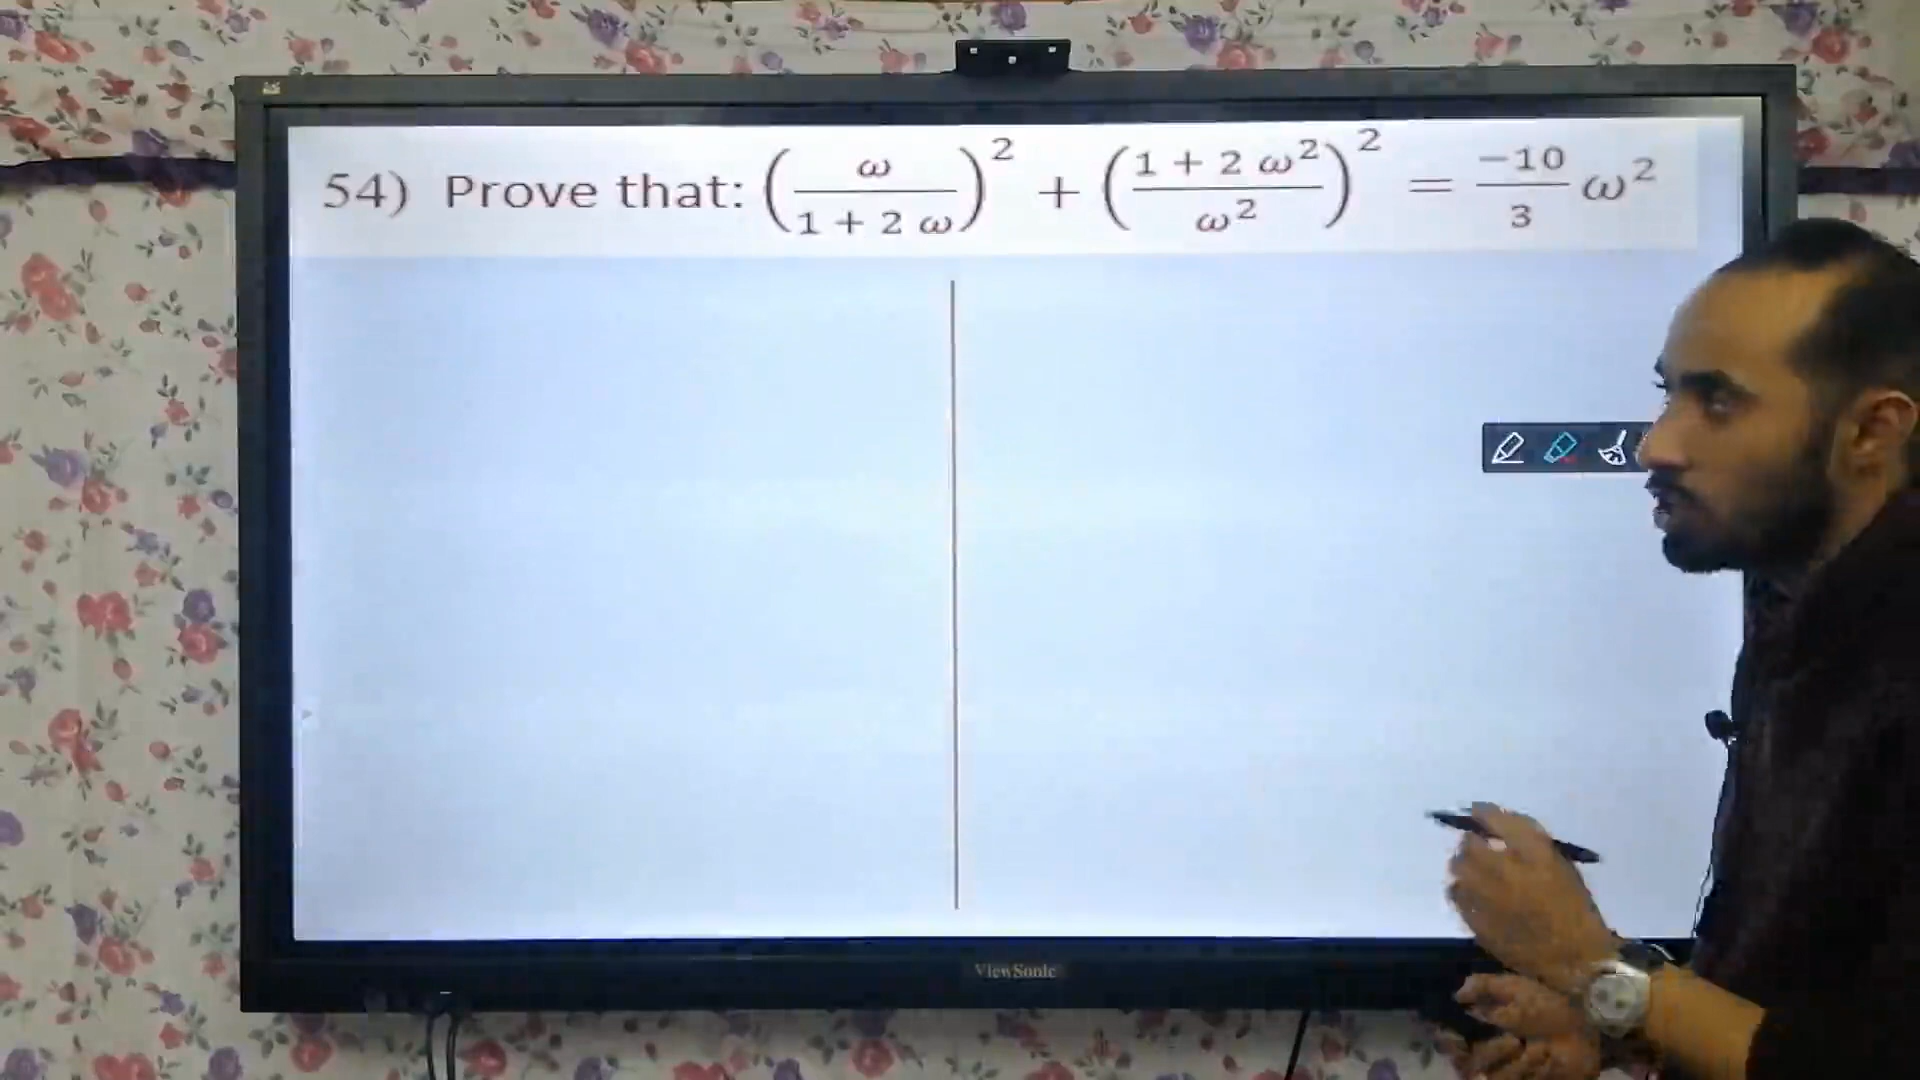 54) Prove that: (ω / 1 + 2 ω)² + (1 + 2 ω² / ω²)² = -10/3 ω²
ViewSonic